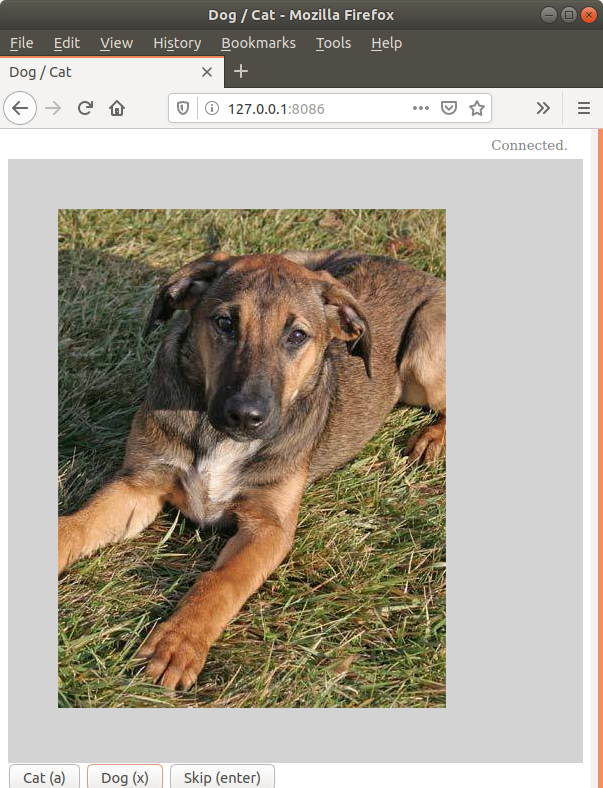 Dog / Cat - Mozilla Firefox
File Edit View History Bookmarks Tools Help
Dog / Cat
127.0.0.1:8086
Connected.
Cat (a) Dog (x) Skip (enter)